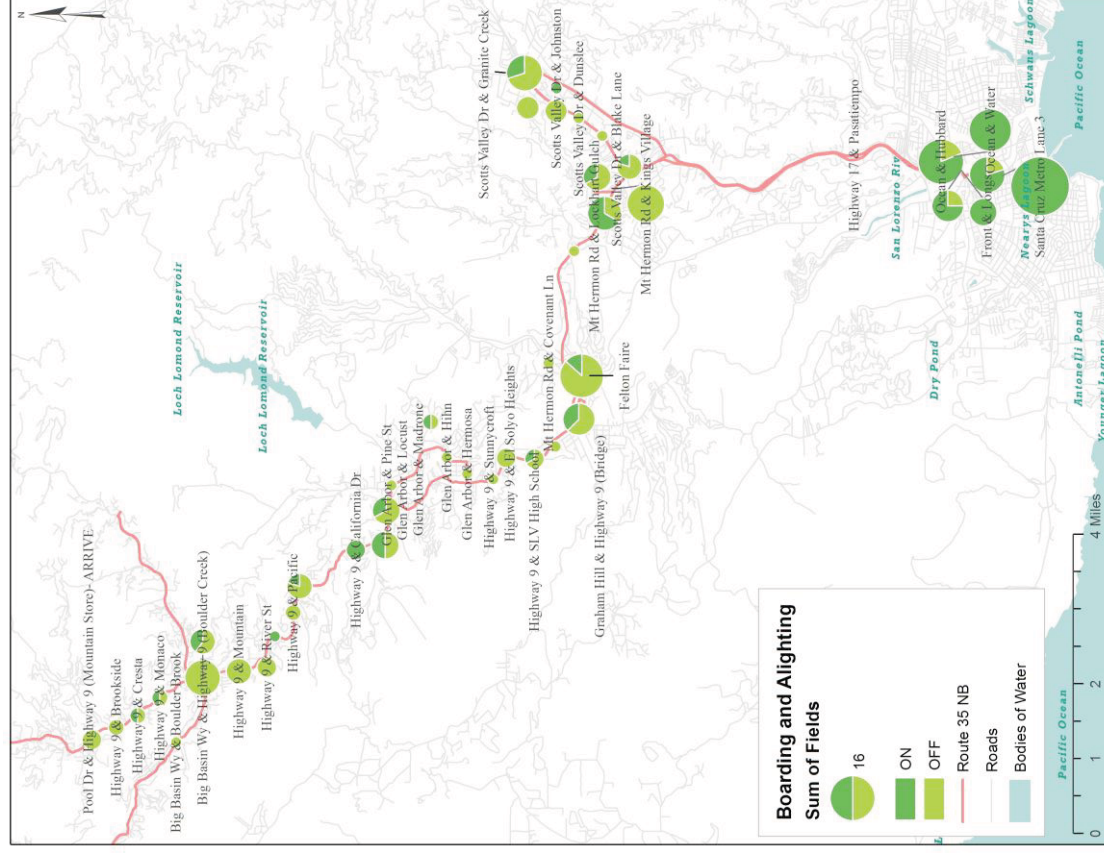 N
Pool Dr & Highway 9 (Mountain Store)- ARRIVE
Highway 9 & Brookside
Highway 9 & Cresta
Highway 9 & Monaco
Big Basin Wy & Boulder Brook
Big Basin Wy & Highway 9 (Boulder Creek)
Highway 9 & Mountain
Highway 9 & River St
Highway 9 & Pacific
Highway 9 & California Dr
Loch Lomond Reservoir
Loch Lomond Reservoir
Glen Arbor & Pine St
Glen Arbor & Locust
Glen Arbor & Madrone
Glen Arbor & Hihn
Glen Arbor & Hermosa
Highway 9 & Sunnycroft
Highway 9 & El Solyo Heights
Highway 9 & SLV High School
Mt Hermon Rd & Covenant Ln
Graham Hill & Highway 9 (Bridge)
Felton Faire
Scotts Valley Dr & Granite Creek
Scotts Valley Dr & Johnston
Scotts Valley Dr & Dunslee
Mt Hermon Rd & Lockhart Gulch
Scotts Valley Dr & Blake Lane
Mt Hermon Rd & Kings Village
Highway 17 & Pasatiempo
San Lorenzo Riv
Ocean & Hubbard
Ocean & Water
Front & Longs
Nearys Lagoon
Santa Cruz Metro Lane 3
Schwans Lagoon
Pacific Ocean
Dry Pond
Antonelli Pond
Younger Lagoon
Pacific Ocean
Boarding and Alighting
Sum of Fields
16
ON
OFF
Route 35 NB
Roads
Bodies of Water
0 2 4 Miles